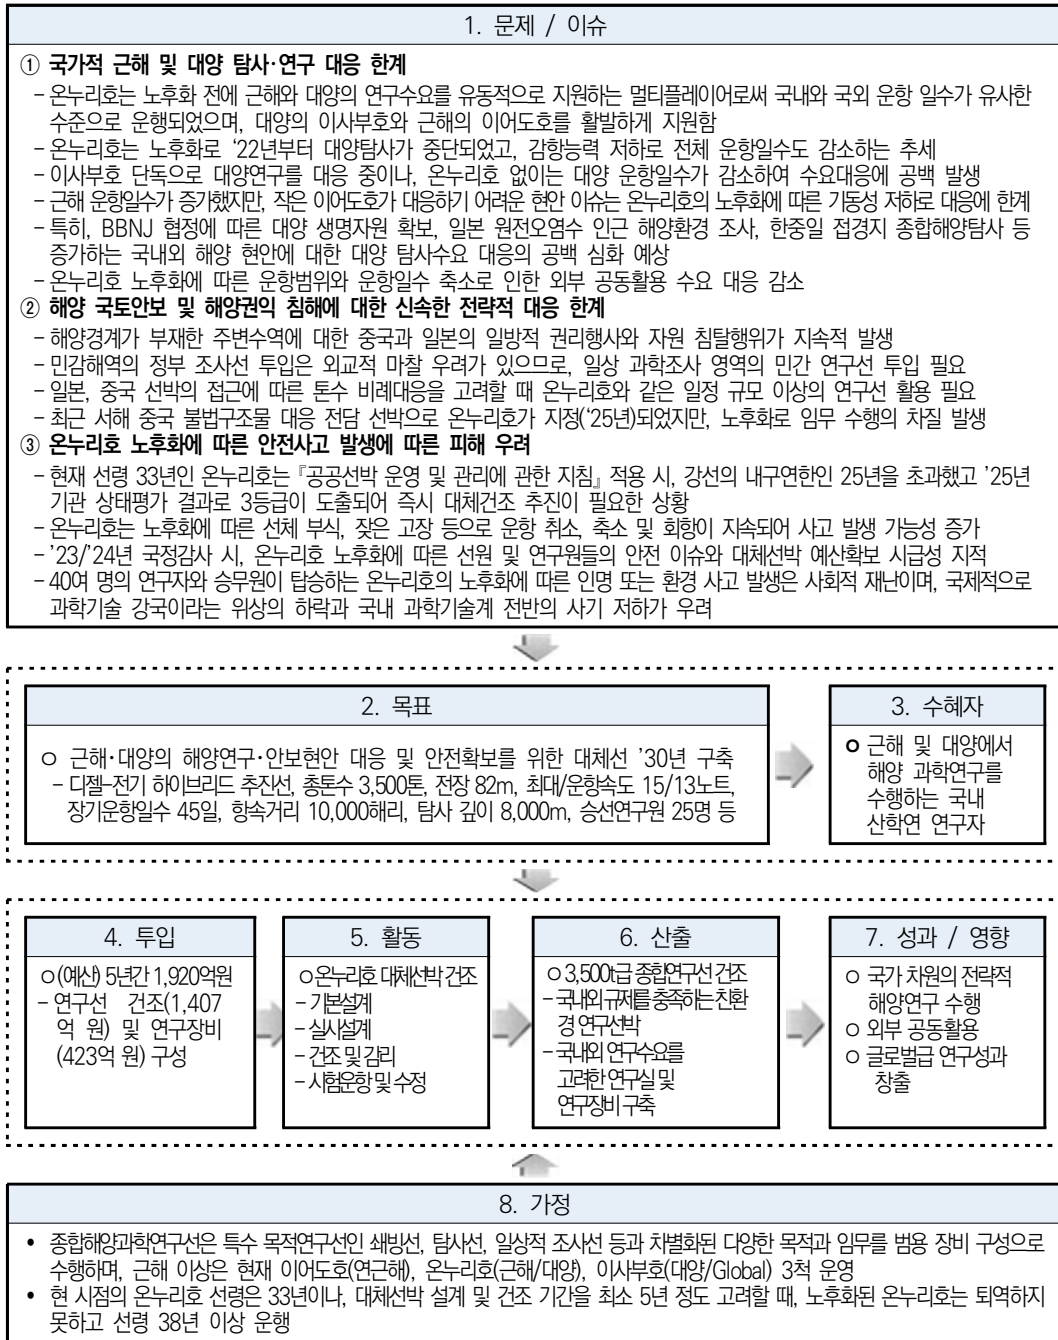 1. 문제 / 이슈
① 국가적 근해 및 대양 탐사·연구 대응 한계
- 온누리호는 노후화 전에 근해와 대양의 연구수요를 유동적으로 지원하는 멀티플레이어로써 국내와 국외 운항 일수가 유사한
수준으로 운행되었으며, 대양의 이사부호와 근해의 이어도호를 활발하게 지원함
- 온누리호는 노후화로 '22년부터 대양탐사가 중단되었고, 감항능력 저하로 전체 운항일수도 감소하는 추세
- 이사부호 단독으로 대양연구를 대응 중이나, 온누리호 없이는 대양 운항일수가 감소하여 수요대응에 공백 발생
- 근해 운항일수가 증가했지만, 작은 이어도호가 대응하기 어려운 현안 이슈는 온누리호의 노후화에 따른 기동성 저하로 대응에 한계
- 특히, BBNJ 협정에 따른 대양 생명자원 확보, 일본 원전오염수 인근 해양환경 조사, 한중일 접경지 종합해양탐사 등
증가하는 국내외 해양 현안에 대한 대양 탐사수요 대응의 공백 심화 예상
- 온누리호 노후화에 따른 운항범위와 운항일수 축소로 인한 외부 공동활용 수요 대응 감소
② 해양 국토안보 및 해양권익 침해에 대한 신속한 전략적 대응 한계
- 해양경계가 부재한 주변수역에 대한 중국과 일본의 일방적 권리행사와 자원 침탈행위가 지속적 발생
- 민감해역의 정부 조사선 투입은 외교적 마찰 우려가 있으므로, 일상 과학조사 영역의 민간 연구선 투입 필요
- 일본, 중국 선박의 접근에 따른 톤수 비례대응을 고려할 때 온누리호와 같은 일정 규모 이상의 연구선 활용 필요
- 최근 서해 중국 불법구조물 대응 전담 선박으로 온누리호가 지정('25년)되었지만, 노후화로 임무 수행의 차질 발생
③ 온누리호 노후화에 따른 안전사고 발생에 따른 피해 우려
- 현재 선령 33년인 온누리호는 『공공선박 운영 및 관리에 관한 지침』 적용 시, 강선의 내구연한인 25년을 초과했고 '25년
기관 상태평가 결과로 3등급이 도출되어 즉시 대체건조 추진이 필요한 상황
- 온누리호는 노후화에 따른 선체 부식, 잦은 고장 등으로 운항 취소, 축소 및 회항이 지속되어 사고 발생 가능성 증가
- '23/'24년 국정감사 시, 온누리호 노후화에 따른 선원 및 연구원들의 안전 이슈와 대체선박 예산확보 시급성 지적
- 40여 명의 연구자와 승무원이 탑승하는 온누리호의 노후화에 따른 인명 또는 환경 사고 발생은 사회적 재난이며, 국제적으로
과학기술 강국이라는 위상의 하락과 국내 과학기술계 전반의 사기 저하가 우려
2. 목표
○ 근해·대양의 해양연구·안보현안 대응 및 안전확보를 위한 대체선 '30년 구축
- 디젤-전기 하이브리드 추진선, 총톤수 3,500톤, 전장 82m, 최대/운항속도 15/13노트,
장기운항일수 45일, 항속거리 10,000해리, 탐사 깊이 8,000m, 승선연구원 25명 등
3. 수혜자
○ 근해 및 대양에서
해양 과학연구를
수행하는 국내
산학연 연구자
4. 투입
○(예산) 5년간 1,920억원
- 연구선 건조(1,407
억 원) 및 연구장비
(423억 원) 구성
5. 활동
○온누리호 대체선박 건조
- 기본설계
- 실시설계
- 건조 및 감리
- 시험운항 및 수정
6. 산출
○3,500t급 종합연구선 건조
- 국내외 규제를 충족하는 친환
경 연구선박
- 국내외 연구수요를
고려한 연구실 및
연구장비 구축
7. 성과 / 영향
○ 국가 차원의 전략적
해양연구 수행
○ 외부 공동활용
○ 글로벌급 연구성과
창출
8. 가정
• 종합해양과학연구선은 특수 목적연구선인 쇄빙선, 탐사선, 일상적 조사선 등과 차별화된 다양한 목적과 임무를 범용 장비 구성으로
수행하며, 근해 이상은 현재 이어도호(연근해), 온누리호(근해/대양), 이사부호(대양/Global) 3척 운영
• 현 시점의 온누리호 선령은 33년이나, 대체선박 설계 및 건조 기간을 최소 5년 정도 고려할 때, 노후화된 온누리호는 퇴역하지
못하고 선령 38년 이상 운행